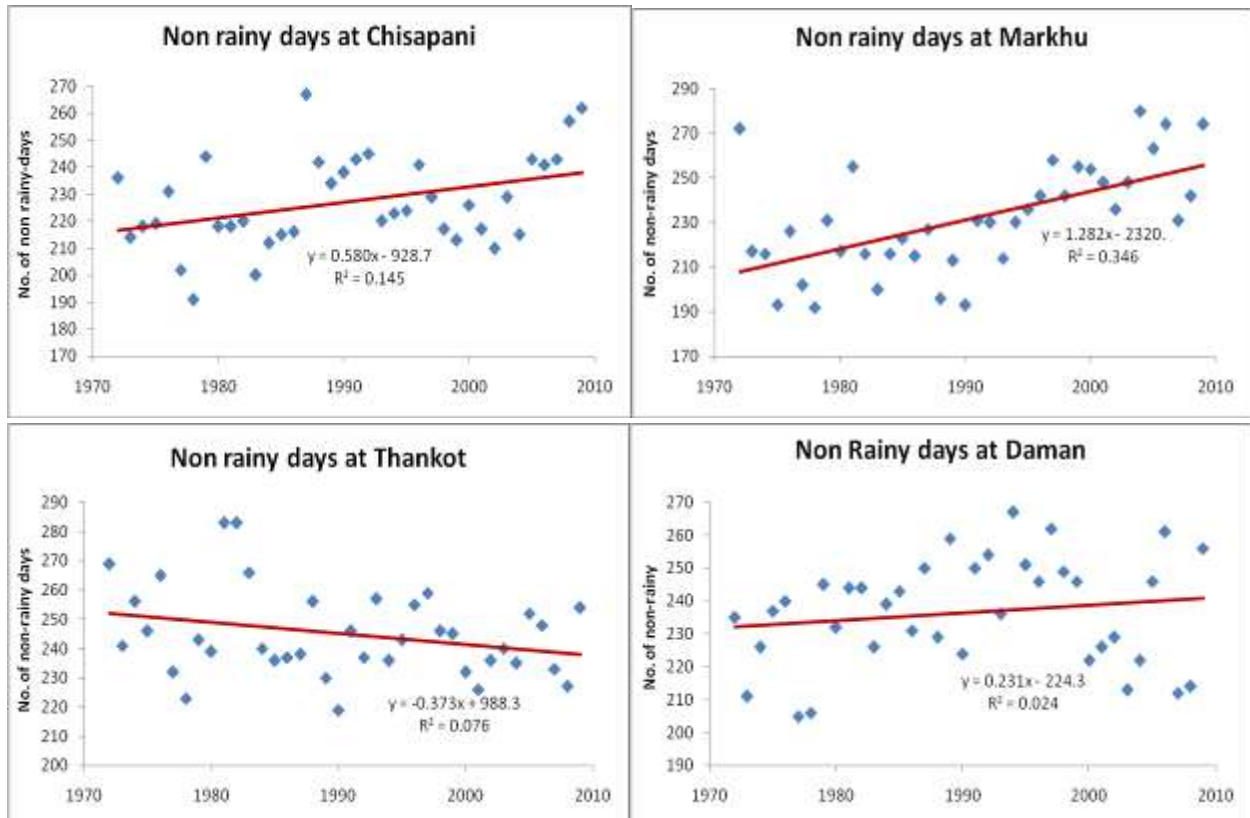 Non rainy days at Chisapani
No. of non rainy-days
270
260
250
240
230
220
210
200
190
180
170
y = 0.580x - 928.7
R² = 0.145
1970 1980 1990 2000 2010
Non rainy days at Markhu
No. of non-rainy days
290
270
250
230
210
190
170
y = 1.282x - 2320.
R² = 0.346
1970 1980 1990 2000 2010
Non rainy days at Thankot
No. of non-rainy days
290
280
270
260
250
240
230
220
210
200
y = -0.373x + 988.3
R² = 0.076
1970 1980 1990 2000 2010
Non Rainy days at Daman
No. of non-rainy
270
260
250
240
230
220
210
200
190
y = 0.231x - 224.3
R² = 0.024
1970 1980 1990 2000 2010